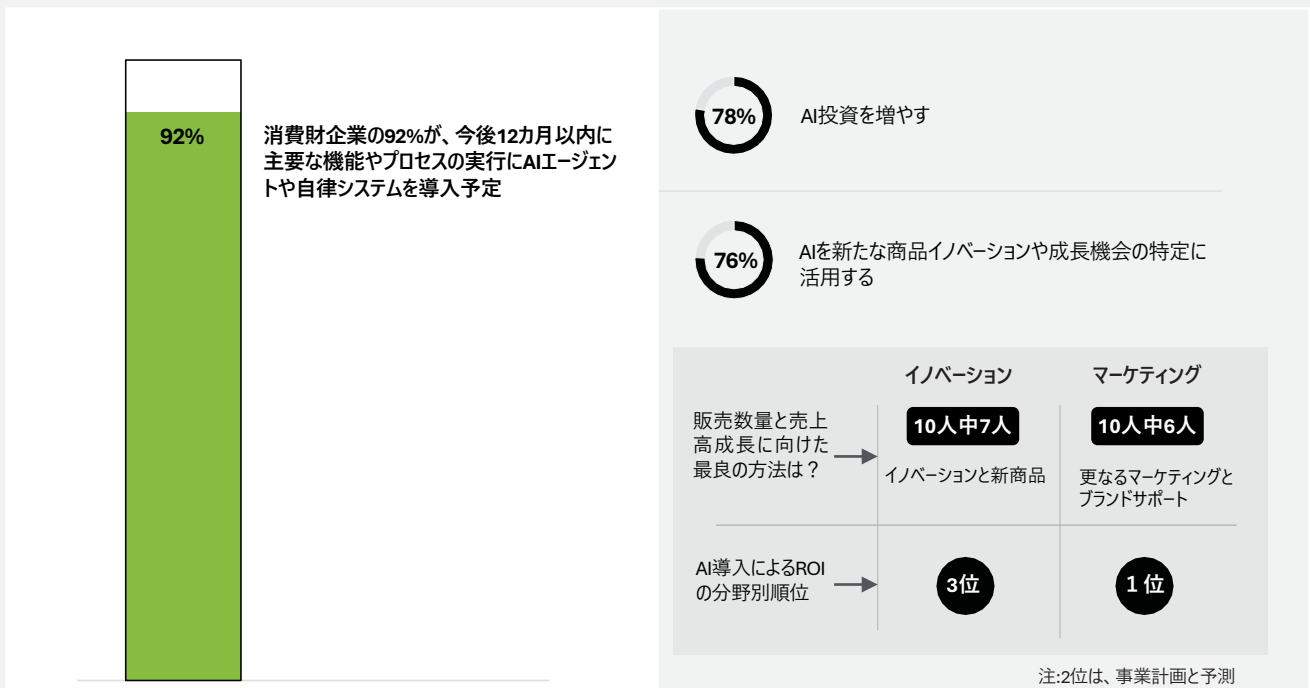 92%
消費財企業の92%が、今後12カ月以内に
主要な機能やプロセスの実行にAIエージェン
トや自律システムを導入予定
78%
AI投資を増やす
76%
AIを新たな商品イノベーションや成長機会の特定に
活用する
イノベーション
マーケティング
販売数量と売上
高成長に向けた
最良の方法は？
10人中7人
イノベーションと新商品
10人中6人
更なるマーケティングと
ブランドサポート
AI導入によるROI
の分野別順位
3位
1 位
注:2位は、事業計画と予測